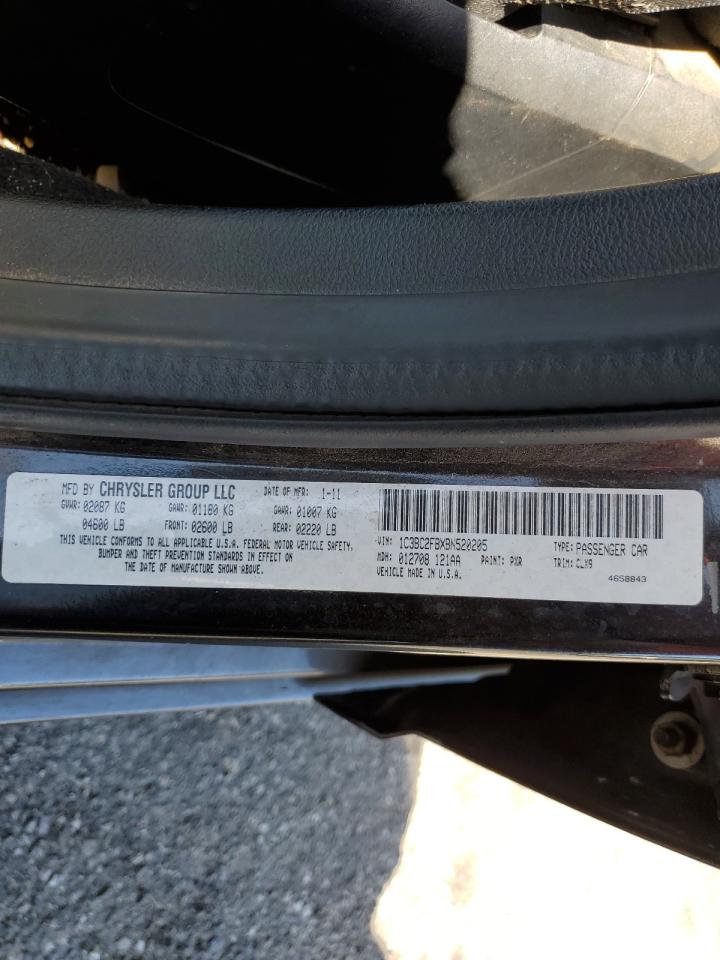 MFD BY CHRYSLER GROUP LLC DATE OF MFR: 1-11
GVWR: 02087 KG GAWR: 01180 KG GAWR: 01007 KG
04600 LB FRONT: 02600 LB REAR: 02220 LB
THIS VEHICLE CONFORMS TO ALL APPLICABLE U.S.A. FEDERAL MOTOR VEHICLE SAFETY,
BUMPER AND THEFT PREVENTION STANDARDS IN EFFECT ON
THE DATE OF MANUFACTURE SHOWN ABOVE.
VIN: 1C3BC2FBXBN520205 TYPE: PASSENGER CAR
MDH: 012708 121AA PAINT: PXR TRIM: CLX9
VEHICLE MADE IN U.S.A. 4658843